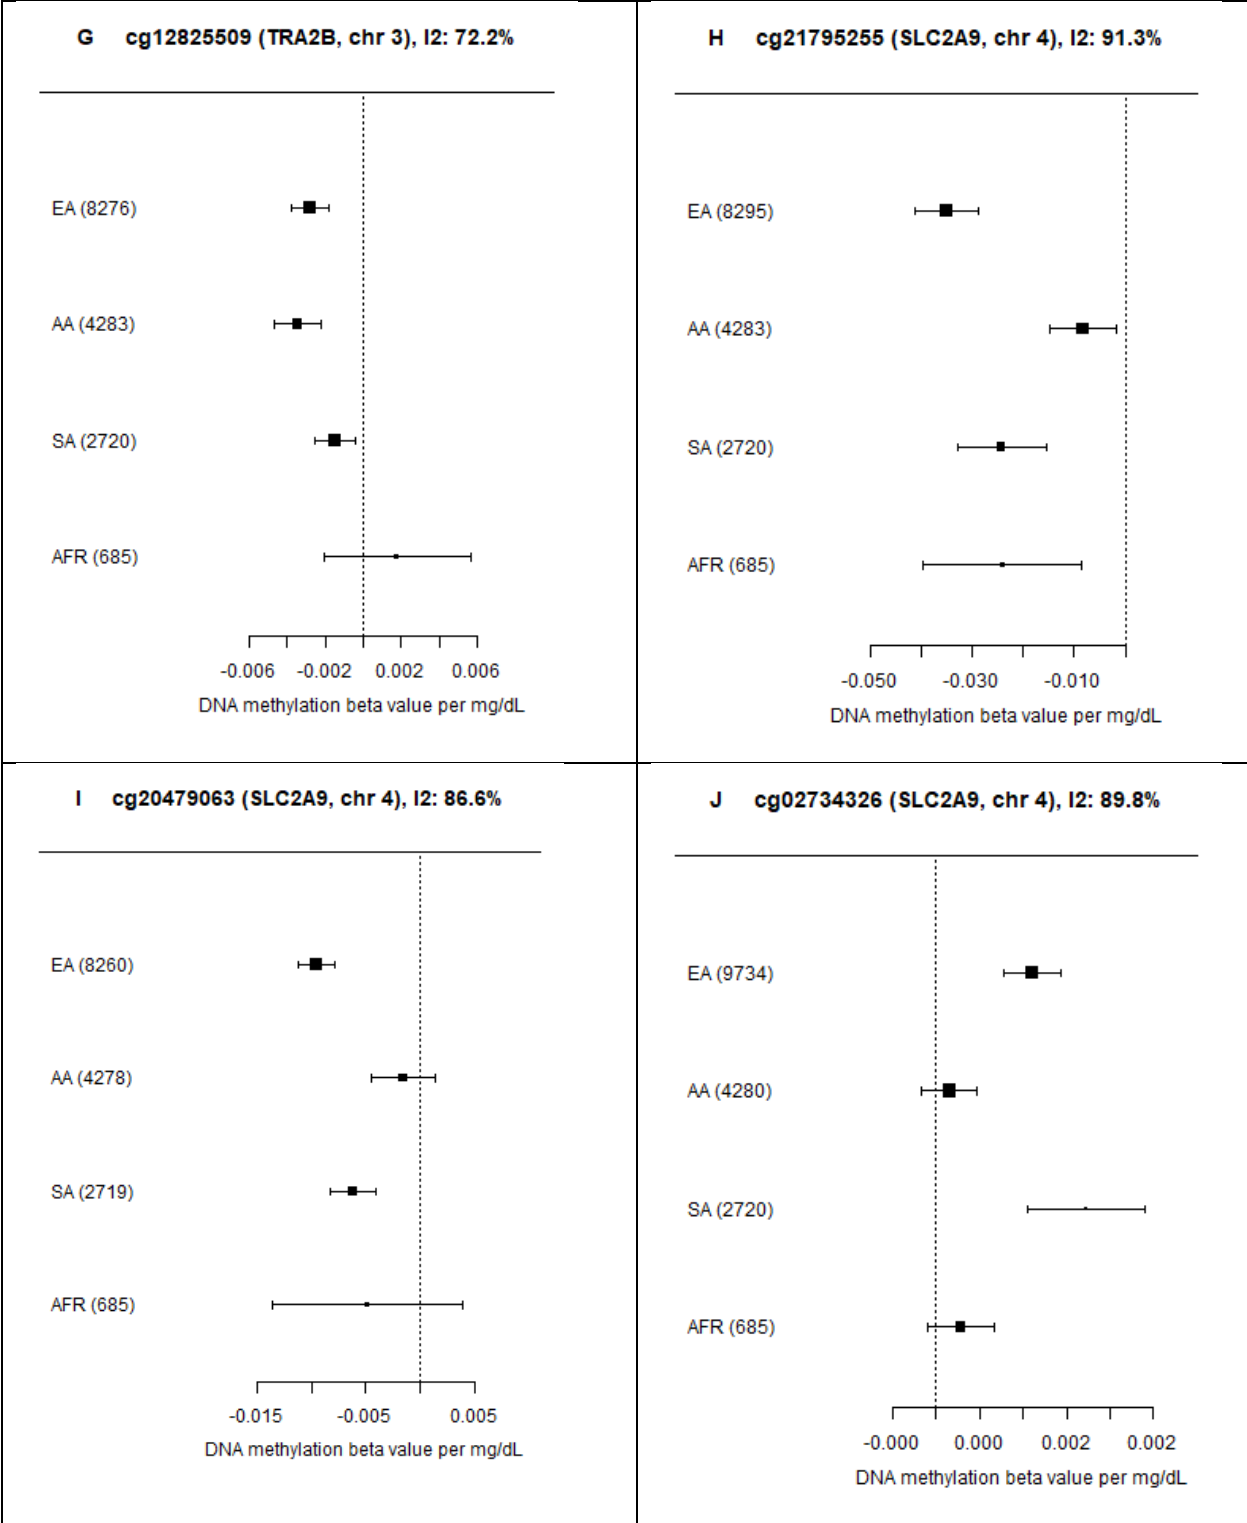 G cg12825509 (TRA2B, chr 3), I2: 72.2%
EA (8276)
AA (4283)
SA (2720)
AFR (685)
-0.006 -0.002 0.002 0.006
DNA methylation beta value per mg/dL
H cg21795255 (SLC2A9, chr 4), I2: 91.3%
EA (8295)
AA (4283)
SA (2720)
AFR (685)
-0.050 -0.030 -0.010
DNA methylation beta value per mg/dL
I cg20479063 (SLC2A9, chr 4), I2: 86.6%
EA (8260)
AA (4278)
SA (2719)
AFR (685)
-0.015 -0.005 0.005
DNA methylation beta value per mg/dL
J cg02734326 (SLC2A9, chr 4), I2: 89.8%
EA (9734)
AA (4280)
SA (2720)
AFR (685)
-0.000 0.000 0.002 0.002
DNA methylation beta value per mg/dL